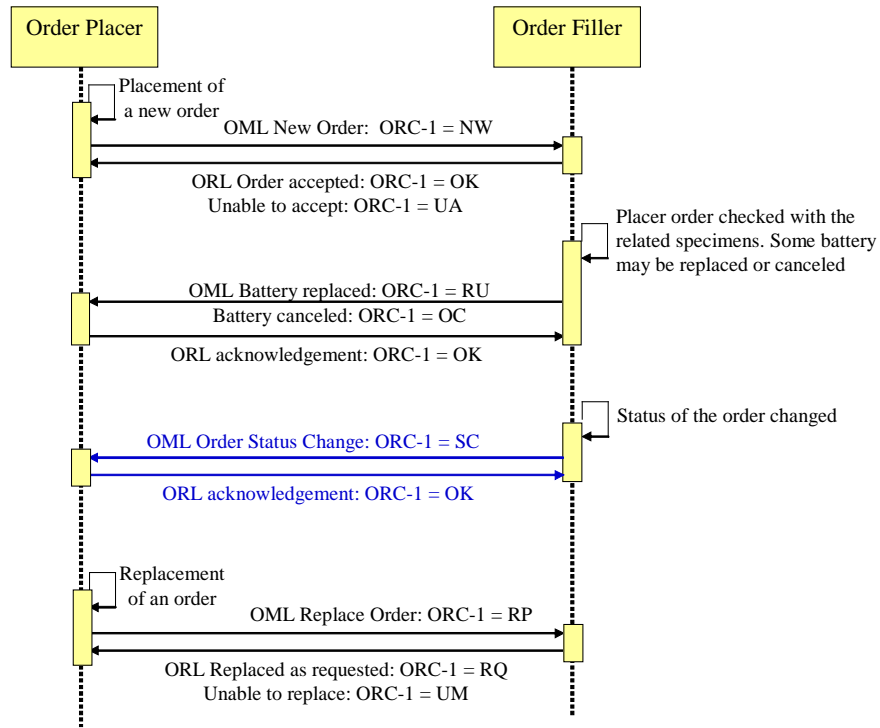 Order Placer
Order Filler
Placement of
a new order
OML New Order:  ORC-1 = NW
ORL Order accepted: ORC-1 = OK
Unable to accept: ORC-1 = UA
Placer order checked with the
related specimens. Some battery
may be replaced or canceled
OML Battery replaced: ORC-1 = RU
Battery canceled: ORC-1 = OC
ORL acknowledgement: ORC-1 = OK
Status of the order changed
OML Order Status Change: ORC-1 = SC
ORL acknowledgement: ORC-1 = OK
Replacement
of an order
OML Replace Order: ORC-1 = RP
ORL Replaced as requested: ORC-1 = RQ
Unable to replace: ORC-1 = UM